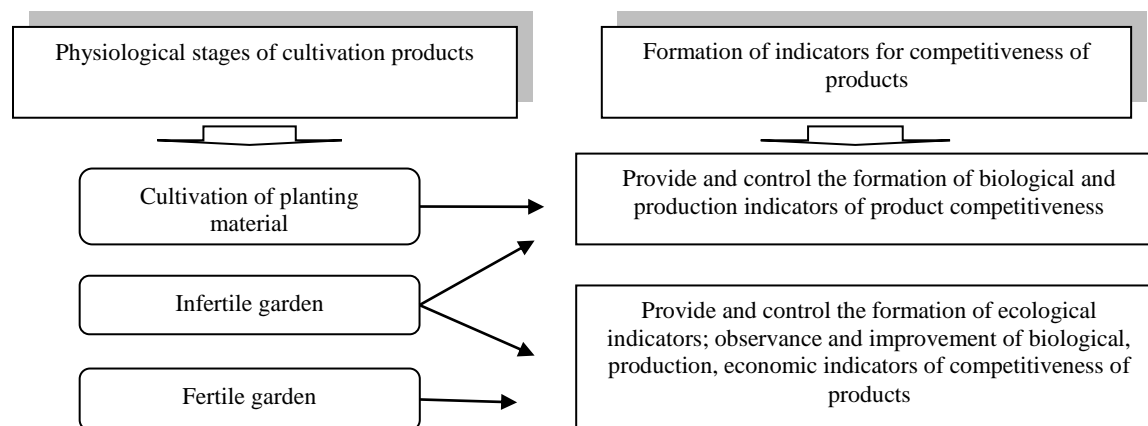 Physiological stages of cultivation products
Formation of indicators for competitiveness of
products
Cultivation of planting
material
Provide and control the formation of biological and
production indicators of product competitiveness
Infertile garden
Provide and control the formation of ecological
indicators; observance and improvement of biological,
production, economic indicators of competitiveness of
products
Fertile garden